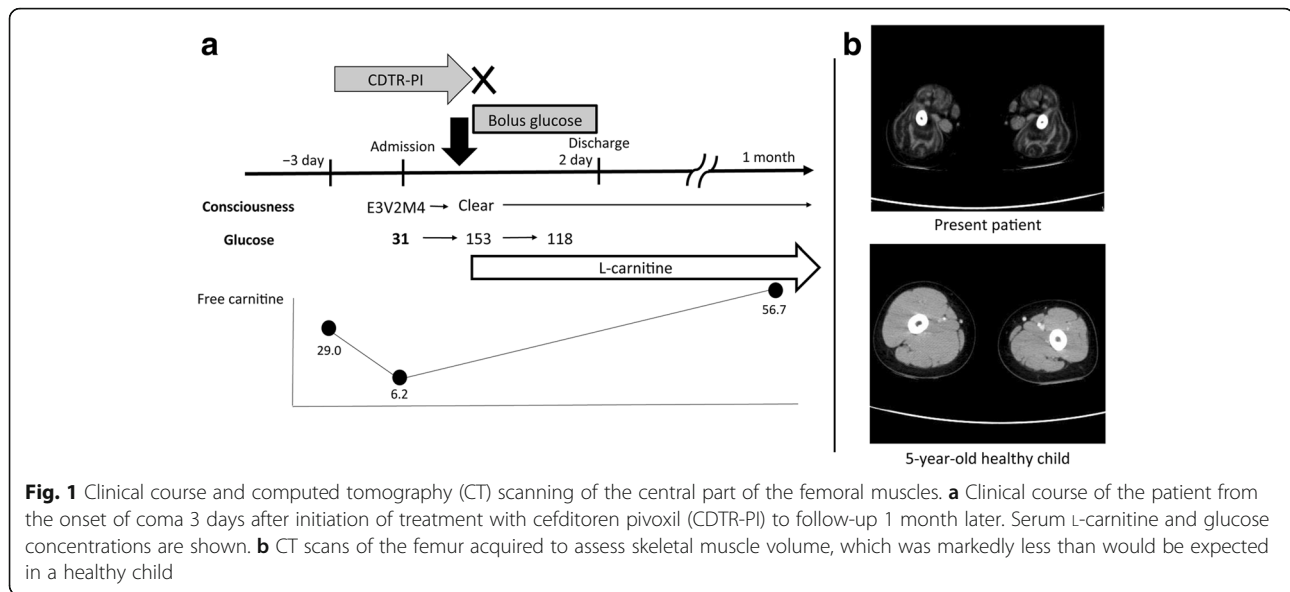 a
b
CDTR-PI
X
Bolus glucose
Admission
Discharge
−3 day
2 day
1 month
Consciousness
E3V2M4
Clear
Glucose
31
153
118
L-carnitine
Free carnitine
29.0
6.2
56.7
Present patient
5-year-old healthy child
Fig. 1 Clinical course and computed tomography (CT) scanning of the central part of the femoral muscles. a Clinical course of the patient from
the onset of coma 3 days after initiation of treatment with cefditoren pivoxil (CDTR-PI) to follow-up 1 month later. Serum L-carnitine and glucose
concentrations are shown. b CT scans of the femur acquired to assess skeletal muscle volume, which was markedly less than would be expected
in a healthy child